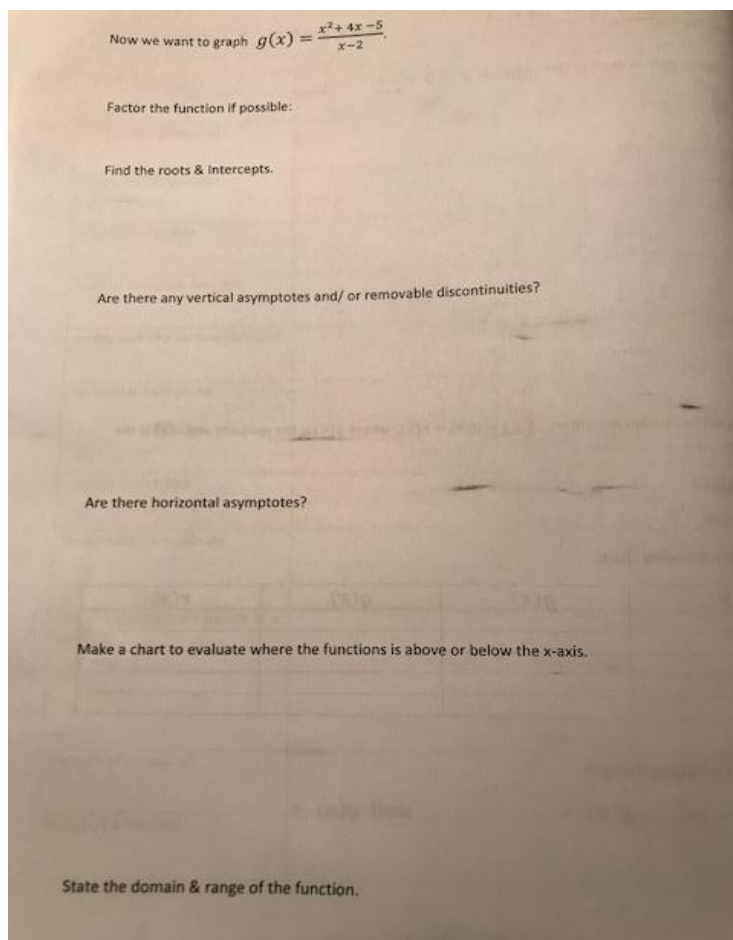 Now we want to graph g(x) = x²+ 4x −5 / x−2 .
Factor the function if possible:
Find the roots & Intercepts.
Are there any vertical asymptotes and/ or removable discontinuities?
Are there horizontal asymptotes?
Make a chart to evaluate where the functions is above or below the x-axis.
State the domain & range of the function.